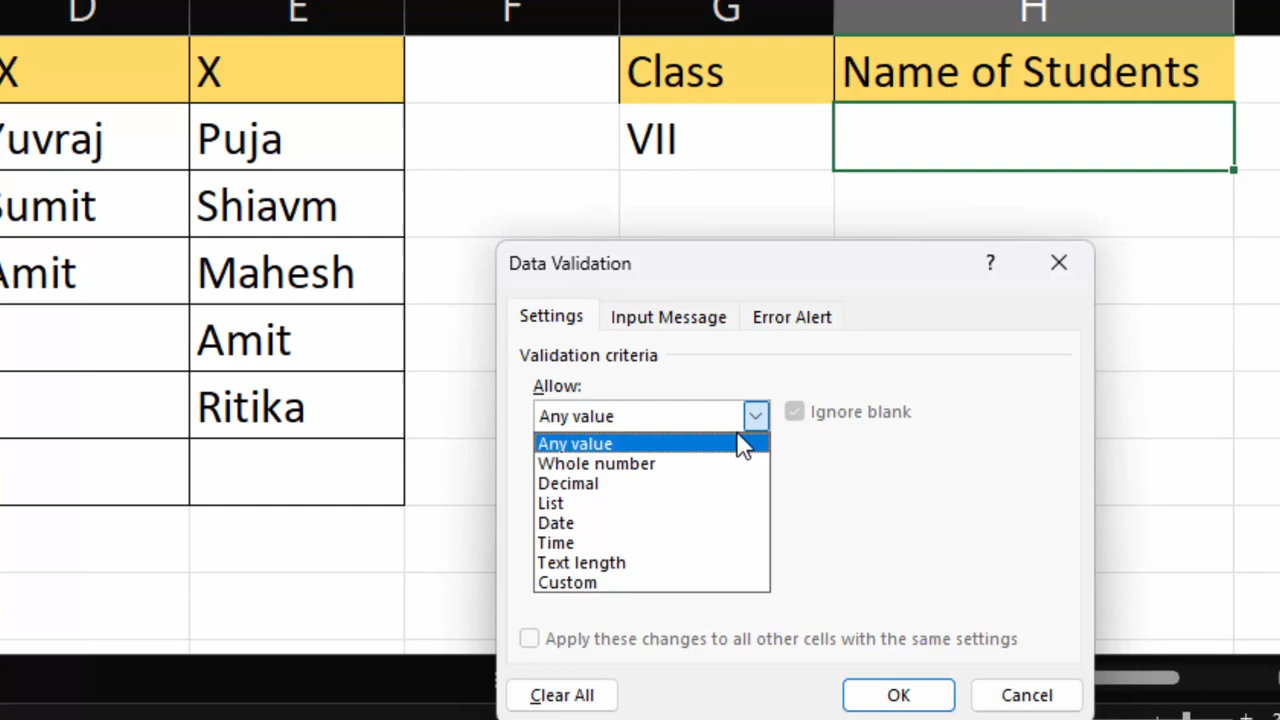 D E F G H
X X Class Name of Students
Yuvraj Puja VII
Sumit Shiavm
Amit Mahesh
Amit
Ritika
Data Validation ?
Settings Input Message Error Alert
Validation criteria
Allow:
Any value Ignore blank
Any value
Whole number
Decimal
List
Date
Time
Text length
Custom
Apply these changes to all other cells with the same settings
Clear All OK Cancel